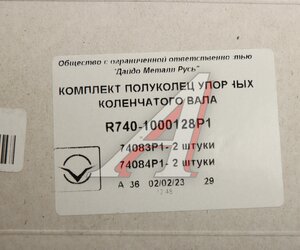 Общество с ограниченной ответственностью
"Дайдо Металл Русь"
КОМПЛЕКТ ПОЛУКОЛЕЦ УПОРНЫХ
КОЛЕНЧАТОГО ВАЛА
R740-1000128P1
74083P1- 2 штуки
74084P1- 2 штуки
А 36 02/02/23 29